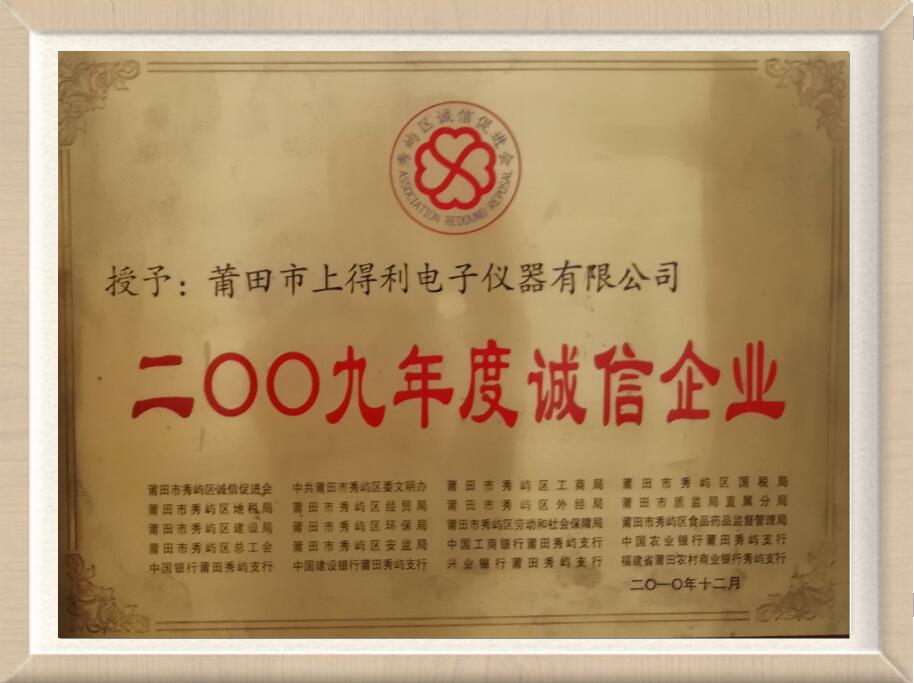 秀屿区诚信促进会
ASSOCIATION REDOUND REPOSAL
授予：莆田市上得利电子仪器有限公司
二〇〇九年度诚信企业
莆田市秀屿区诚信促进会 中共莆田市秀屿区委文明办 莆田市秀屿区工商局 莆田市秀屿区国税局
莆田市秀屿区地税局 莆田市秀屿区经贸局 莆田市秀屿区外经局 莆田市质监局直属分局
莆田市秀屿区建设局 莆田市秀屿区环保局 莆田市秀屿区劳动和社会保障局 莆田市秀屿区食品药品监督管理局
莆田市秀屿区总工会 莆田市秀屿区安监局 中国工商银行莆田秀屿支行 中国农业银行莆田秀屿支行
中国银行莆田秀屿支行 中国建设银行莆田秀屿支行 兴业银行莆田秀屿支行 福建省莆田农村商业银行秀屿支行
二〇一〇年十二月